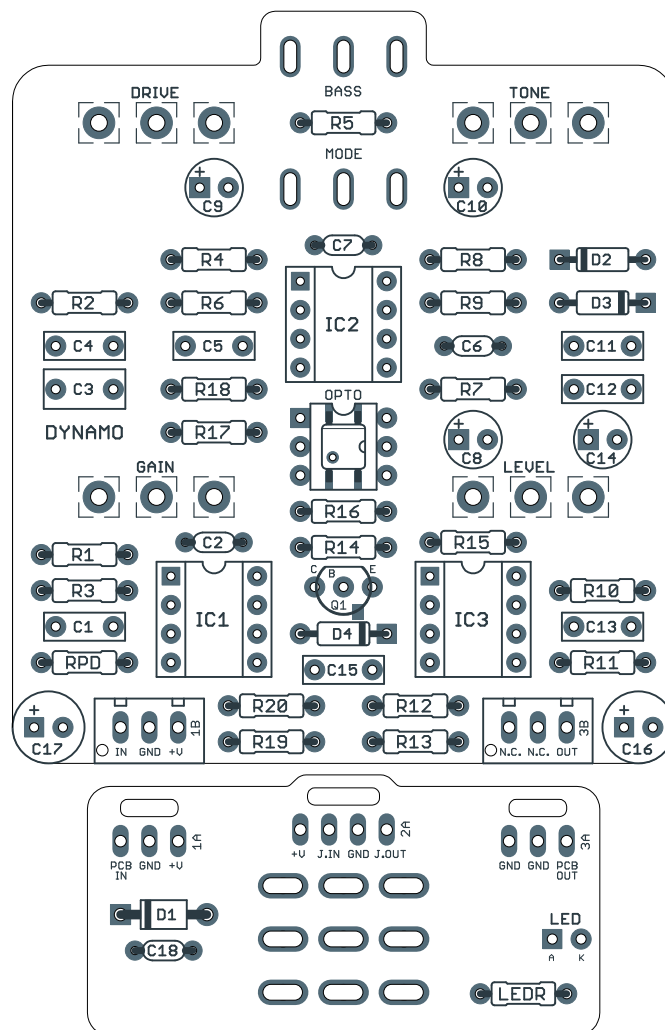 BASS
DRIVE
TONE
R5
MODE
+
+
C9
C10
C7
R4
R8
D2
R2
R6
R9
D3
IC2
C4
C5
C6
C11
C3
R18
OPTO
R7
C12
DYNAMO
R17
+
+
C8
C14
GAIN
LEVEL
R16
R1
C2
R14
R15
C B E
R3
Q1
R10
IC1
IC3
C1
D4
C13
RPD
C15
R11
+
R20
R12
+
C17
1B
3B
C16
IN GND +V
R19
R13
N.C. N.C. OUT
1A
2A
3A
PCB IN
GND
+V
+V J.IN GND J.OUT
GND
GND
PCB OUT
D1
LED
C18
A K
LEDR